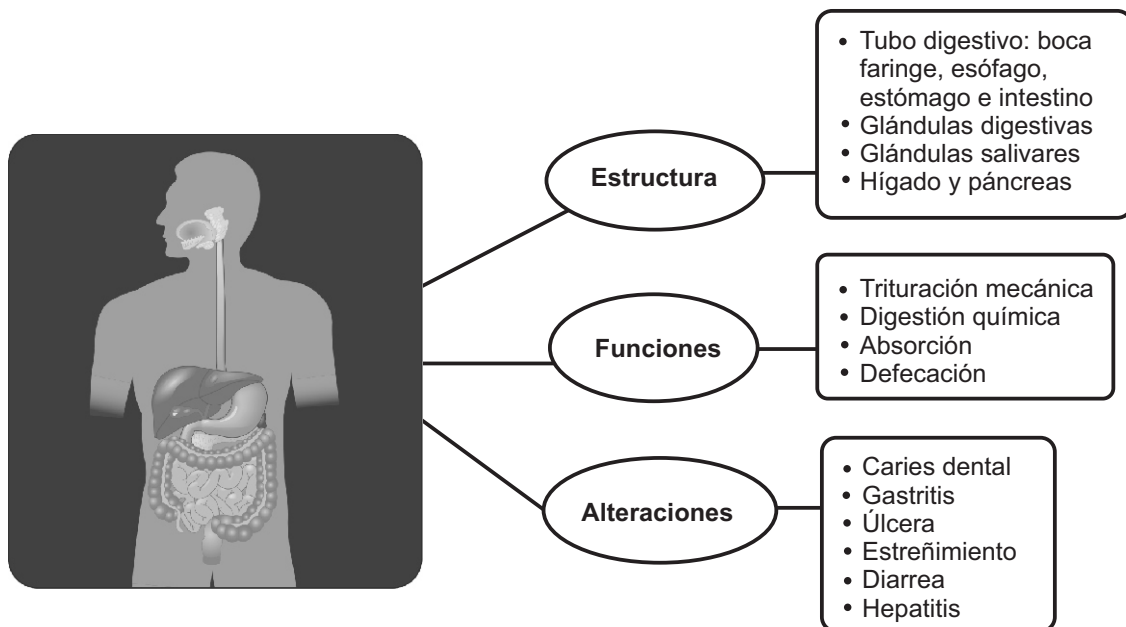 Estructura
• Tubo digestivo: boca
faringe, esófago,
estómago e intestino
• Glándulas digestivas
• Glándulas salivares
• Hígado y páncreas
Funciones
• Trituración mecánica
• Digestión química
• Absorción
• Defecación
Alteraciones
• Caries dental
• Gastritis
• Úlcera
• Estreñimiento
• Diarrea
• Hepatitis